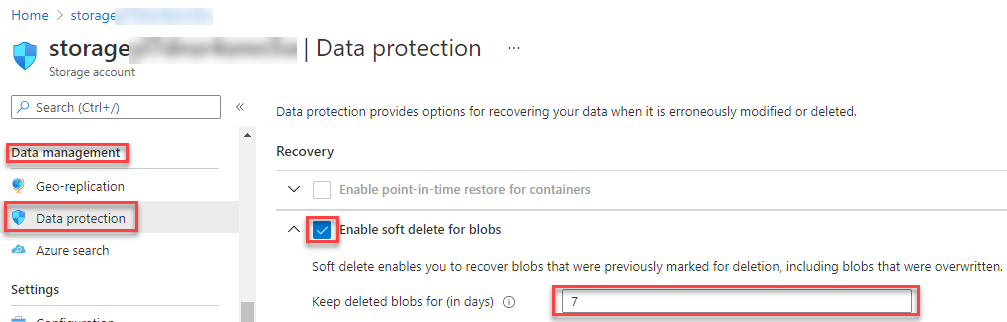 Home > storage
storage | Data protection ...
Storage account
Search (Ctrl+/) «
Data protection provides options for recovering your data when it is erroneously modified or deleted.
Data management
Recovery
Geo-replication
Enable point-in-time restore for containers
Data protection
Enable soft delete for blobs
Azure search
Soft delete enables you to recover blobs that were previously marked for deletion, including blobs that were overwritten.
Settings
Keep deleted blobs for (in days) 7
Configuration